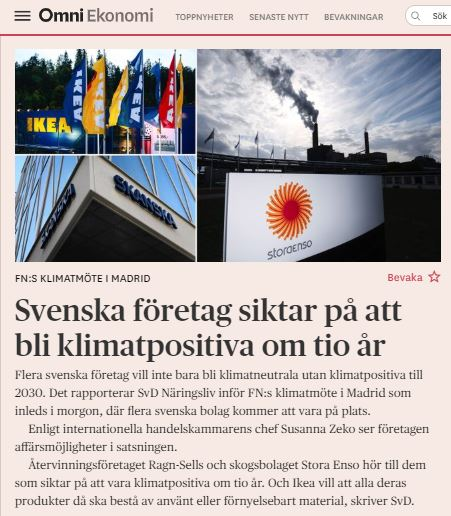 Omni Ekonomi
TOPPNYHETER SENASTE NYTT BEVAKNINGAR Sök
IKEA IKEA IKEA IKEA
IKEA
SKANSKA
SKANSKA
storaenso
FN:S KLIMATMÖTE I MADRID Bevaka
Svenska företag siktar på att
bli klimatpositiva om tio år
Flera svenska företag vill inte bara bli klimatneutrala utan klimatpositiva till
2030. Det rapporterar SvD Näringsliv inför FN:s klimatmöte i Madrid som
inleds i morgon, där flera svenska bolag kommer att vara på plats.
Enligt internationella handelskammarens chef Susanna Zeko ser företagen
affärsmöjligheter i satsningen.
Återvinningsföretaget Ragn-Sells och skogsbolaget Stora Enso hör till dem
som siktar på att vara klimatpositiva om tio år. Och Ikea vill att alla deras
produkter då ska bestå av använt eller förnyelsebart material, skriver SvD.